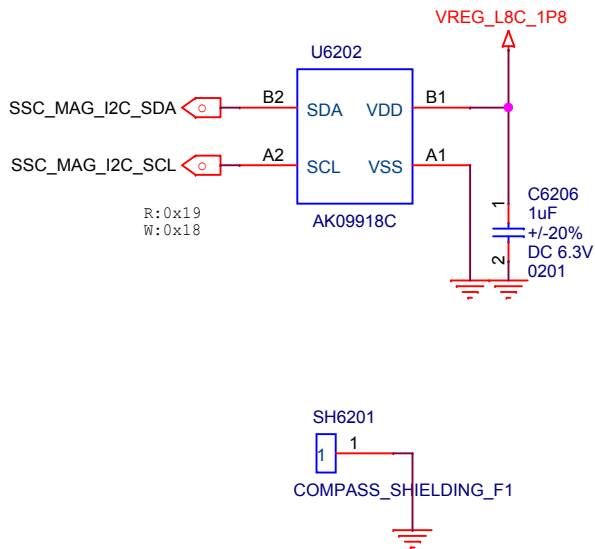 VREG_L8C_1P8
U6202
SSC_MAG_I2C_SDA B2 SDA VDD B1
SSC_MAG_I2C_SCL A2 SCL VSS A1
R:0x19
W:0x18
AK09918C
1
2
C6206
1uF
+/-20%
DC 6.3V
0201
SH6201
1 1
COMPASS_SHIELDING_F1